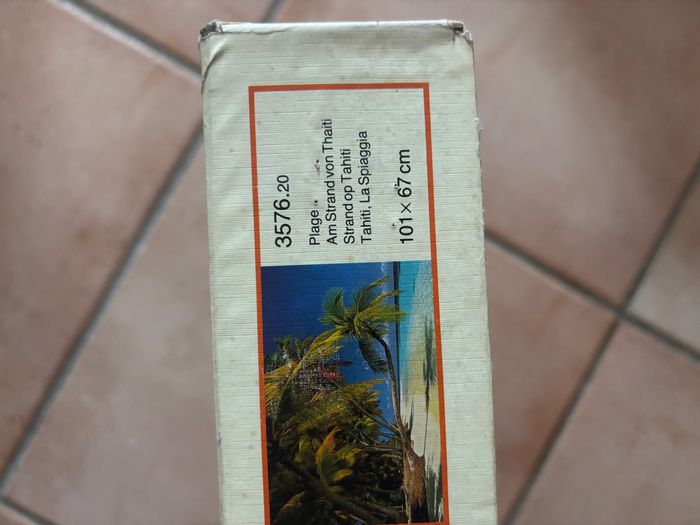 3576.20
Plage
Am Strand von Thaiti
Strand op Tahiti
Tahiti, La Spiaggia
101 × 67 cm